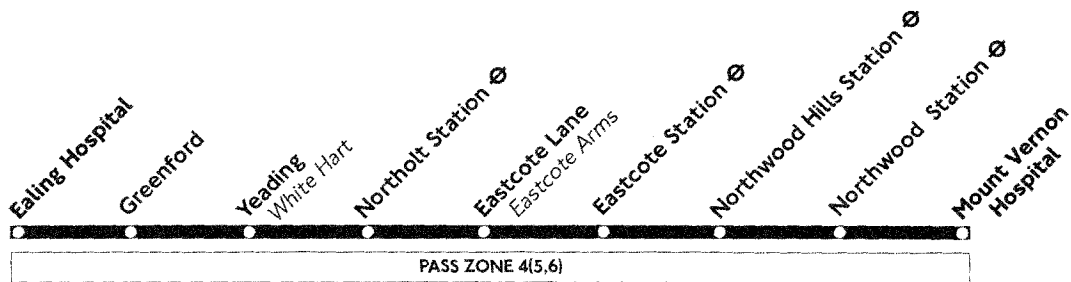 Ealing Hospital
Greenford
Yeading
White Hart
Northolt Station
Eastcote Lane
Eastcote Arms
Eastcote Station
Northwood Hills Station
Northwood Station
Mount Vernon
Hospital
PASS ZONE 4(5,6)